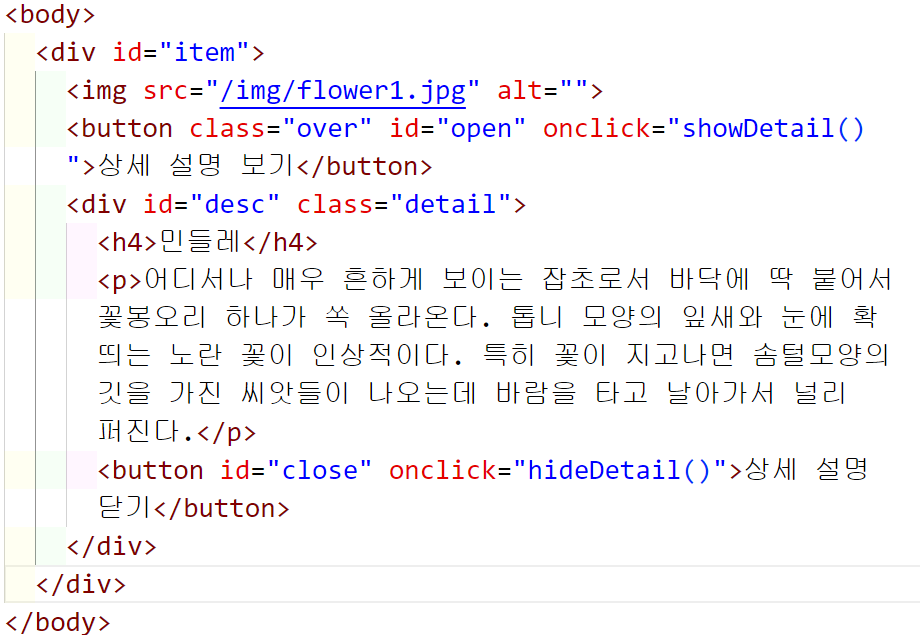 <body>
<div id="item">
<img src="/img/flower1.jpg" alt="">
<button class="over" id="open" onclick="showDetail()
">상세 설명 보기</button>
<div id="desc" class="detail">
<h4>민들레</h4>
<p>어디서나 매우 흔하게 보이는 잡초로서 바닥에 딱 붙어서
꽃봉오리 하나가 쑥 올라온다. 톱니 모양의 잎새와 눈에 확
띄는 노란 꽃이 인상적이다. 특히 꽃이 지고나면 솜털모양의
깃을 가진 씨앗들이 나오는데 바람을 타고 날아가서 널리
퍼진다.</p>
<button id="close" onclick="hideDetail()">상세 설명
닫기</button>
</div>
</div>
</body>